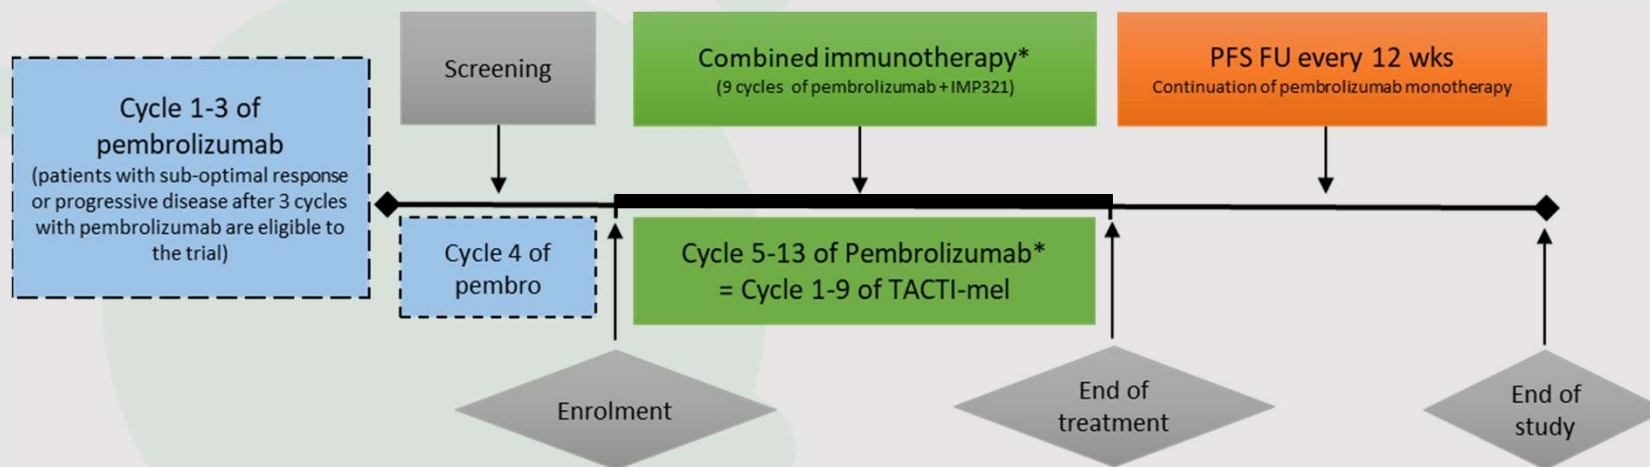 Cycle 1-3 of
pembrolizumab
(patients with sub-optimal response
or progressive disease after 3 cycles
with pembrolizumab are eligible to
the trial)
Screening
Cycle 4 of
pembro
Combined immunotherapy*
(9 cycles of pembrolizumab + IMP321)
Cycle 5-13 of Pembrolizumab*
= Cycle 1-9 of TACTI-mel
PFS FU every 12 wks
Continuation of pembrolizumab monotherapy
Enrolment
End of
treatment
End of
study